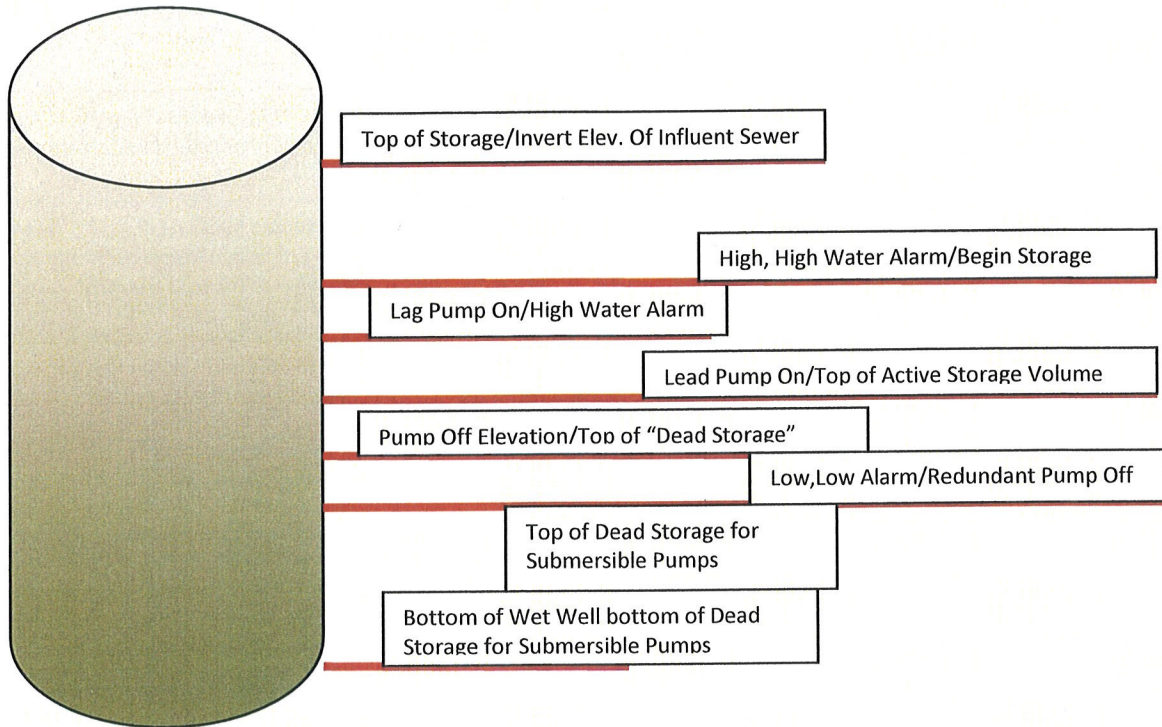 Top of Storage/Invert Elev. Of Influent Sewer
High, High Water Alarm/Begin Storage
Lag Pump On/High Water Alarm
Lead Pump On/Top of Active Storage Volume
Pump Off Elevation/Top of “Dead Storage”
Low,Low Alarm/Redundant Pump Off
Top of Dead Storage for
Submersible Pumps
Bottom of Wet Well bottom of Dead
Storage for Submersible Pumps